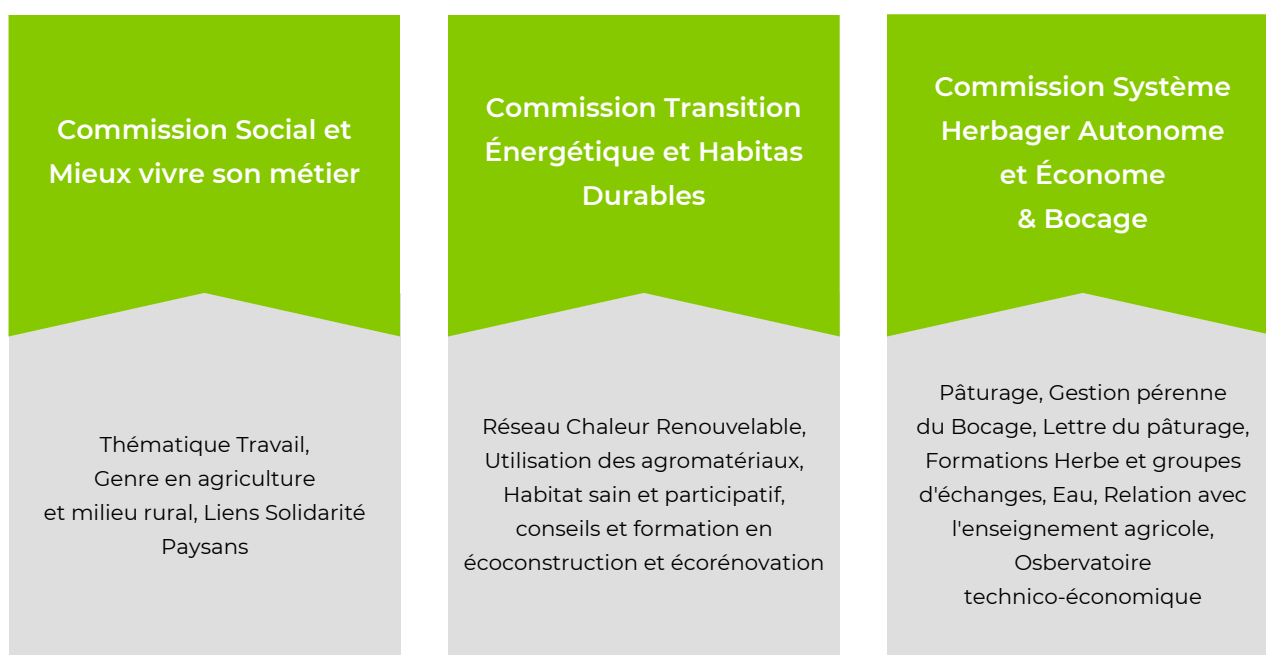 Commission Social et
Mieux vivre son métier
Thématique Travail,
Genre en agriculture
et milieu rural, Liens Solidarité
Paysans
Commission Transition
Énergétique et Habitas
Durables
Réseau Chaleur Renouvelable,
Utilisation des agromatériaux,
Habitat sain et participatif,
conseils et formation en
écoconstruction et écorénovation
Commission Système
Herbager Autonome
et Économe
& Bocage
Pâturage, Gestion pérenne
du Bocage, Lettre du pâturage,
Formations Herbe et groupes
d'échanges, Eau, Relation avec
l'enseignement agricole,
Osbervatoire
technico-économique